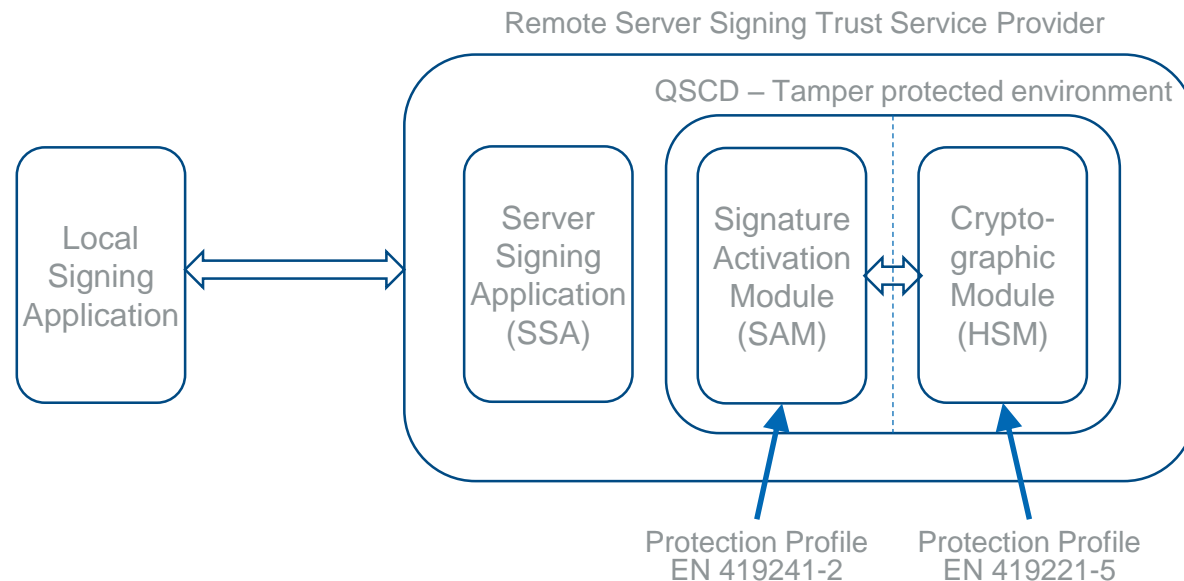 Remote Server Signing Trust Service Provider
QSCD – Tamper protected environment
Local
Signing
Application
Server
Signing
Application
(SSA)
Signature
Activation
Module
(SAM)
Crypto-
graphic
Module
(HSM)
Protection Profile
EN 419241-2
Protection Profile
EN 419221-5